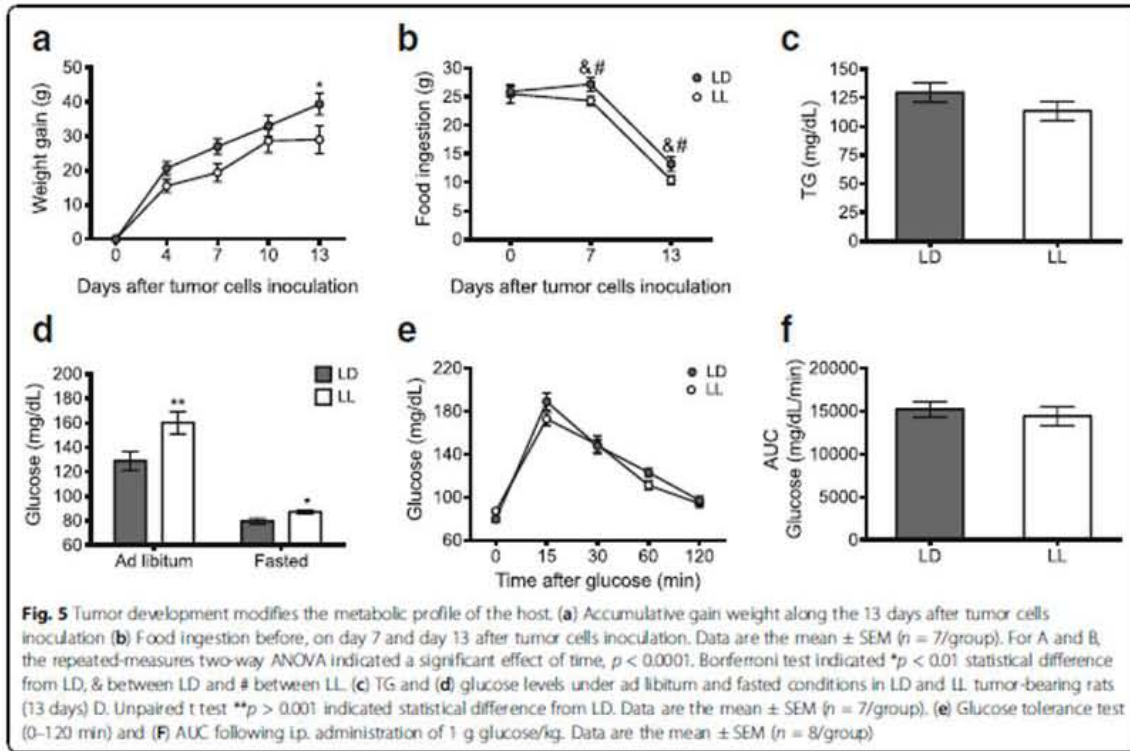 a
50
40
30
20
10
0
Weight gain (g)
*
0 4 7 10 13
Days after tumor cells inoculation
b
30
25
20
15
10
5
0
Food ingestion (g)
&#
&#
LD
LL
0 7 13
Days after tumor cells inoculation
c
150
125
100
75
50
25
0
TG (mg/dL)
LD LL
d
200
180
160
140
120
100
80
60
Glucose (mg/dL)
**
*
LD
LL
Ad libitum Fasted
e
220
180
140
100
60
Glucose (mg/dL)
LD
LL
0 15 30 60 120
Time after glucose (min)
f
20000
15000
10000
5000
0
AUC
Glucose (mg/dL/min)
LD LL
Fig. 5 Tumor development modifies the metabolic profile of the host. (a) Accumulative gain weight along the 13 days after tumor cells
inoculation (b) Food ingestion before, on day 7 and day 13 after tumor cells inoculation. Data are the mean ± SEM (n = 7/group). For A and B,
the repeated-measures two-way ANOVA indicated a significant effect of time, p < 0.0001. Bonferroni test indicated *p < 0.01 statistical difference
from LD, & between LD and # between LL. (c) TG and (d) glucose levels under ad libitum and fasted conditions in LD and LL tumor-bearing rats
(13 days) D. Unpaired t test **p > 0.001 indicated statistical difference from LD. Data are the mean ± SEM (n = 7/group). (e) Glucose tolerance test
(0–120 min) and (F) AUC following i.p. administration of 1 g glucose/kg. Data are the mean ± SEM (n = 8/group)